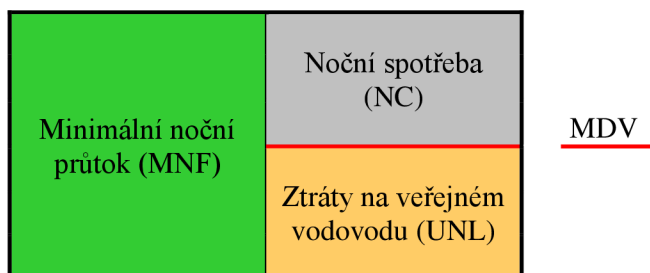 Minimální noční
průtok (MNF)
Noční spotřeba
(NC)
Ztráty na veřejném
vodovodu (UNL)
MDV